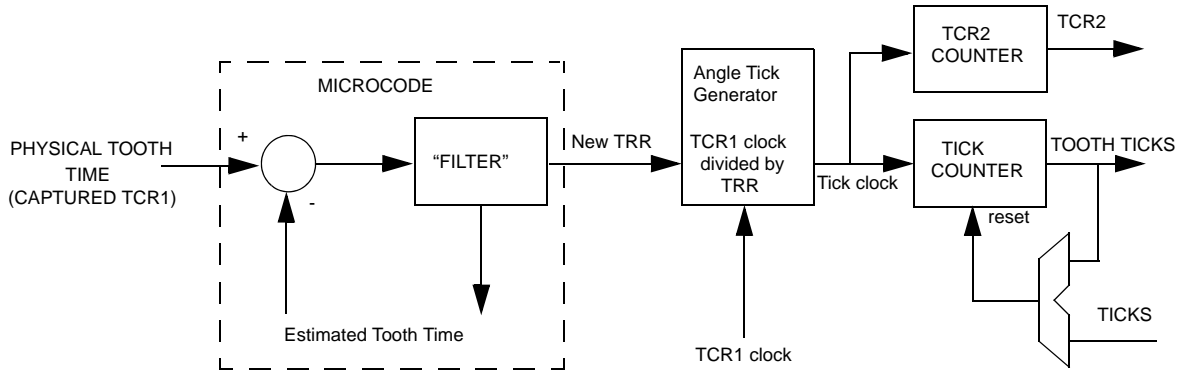 MICROCODE
PHYSICAL TOOTH
TIME
(CAPTURED TCR1)
+
-
“FILTER”
Estimated Tooth Time
New TRR
Angle Tick
Generator
TCR1 clock
divided by
TRR
TCR1 clock
Tick clock
TCR2
COUNTER
TCR2
TICK
COUNTER
TOOTH TICKS
reset
TICKS